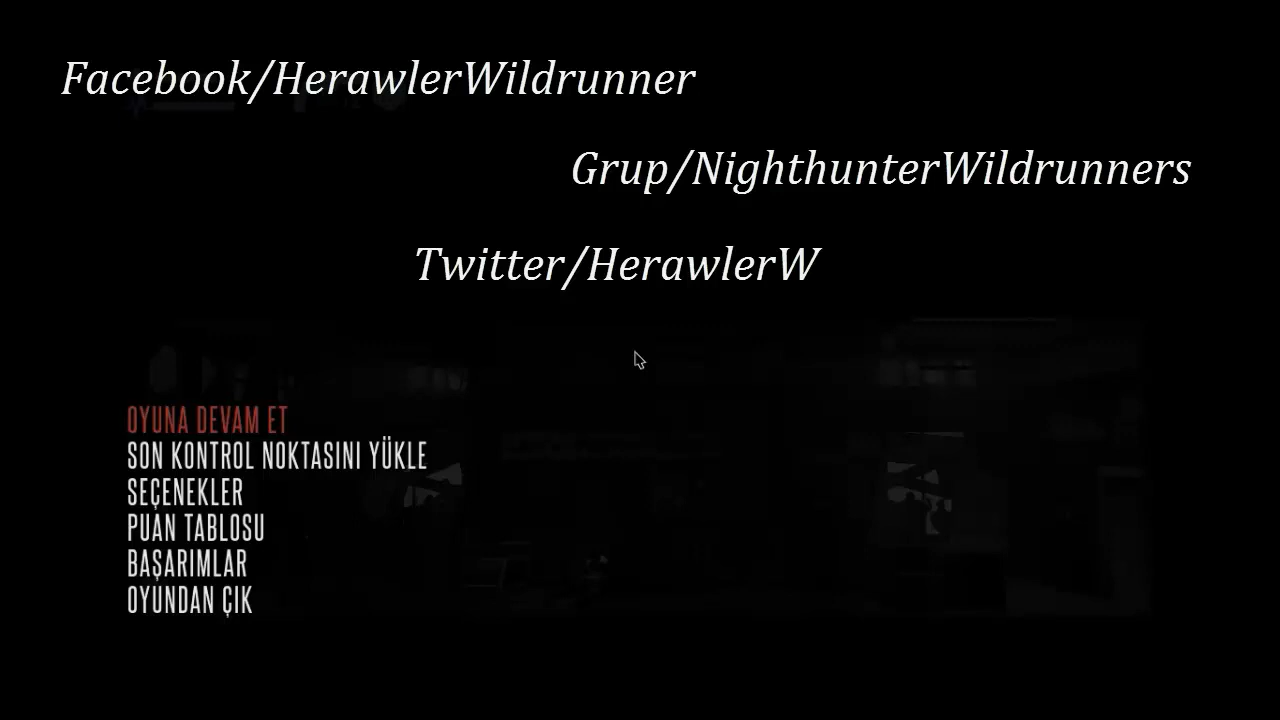 Facebook/HerawlerWildrunner
Grup/NighthunterWildrunners
Twitter/HerawlerW
OYUNA DEVAM ET
SON KONTROL NOKTASINI YÜKLE
SEÇENEKLER
PUAN TABLOSU
BAŞARIMLAR
OYUNDAN ÇIK